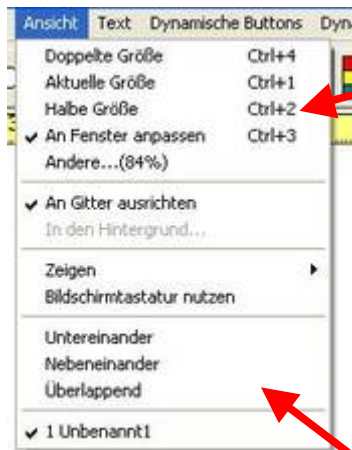 Ansicht Text Dynamische Buttons Dyn
Doppelte Größe Ctrl+4
Aktuelle Größe Ctrl+1
Halbe Größe Ctrl+2
An Fenster anpassen Ctrl+3
Andere...(84%)
An Gitter ausrichten
In den Hintergrund...
Zeigen
Bildschirmtastatur nutzen
Untereinander
Nebeneinander
Überlappend
1 Unbenannt1